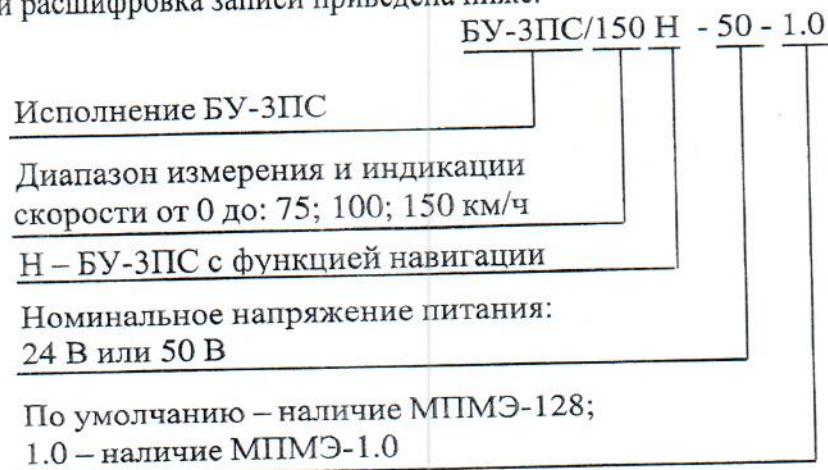 и расшифровка записи приведена ниже.
БУ-3ПС/150 Н - 50 - 1.0
Исполнение БУ-3ПС
Диапазон измерения и индикации
скорости от 0 до: 75; 100; 150 км/ч
Н – БУ-3ПС с функцией навигации
Номинальное напряжение питания:
24 В или 50 В
По умолчанию – наличие МПМЭ-128;
1.0 – наличие МПМЭ-1.0